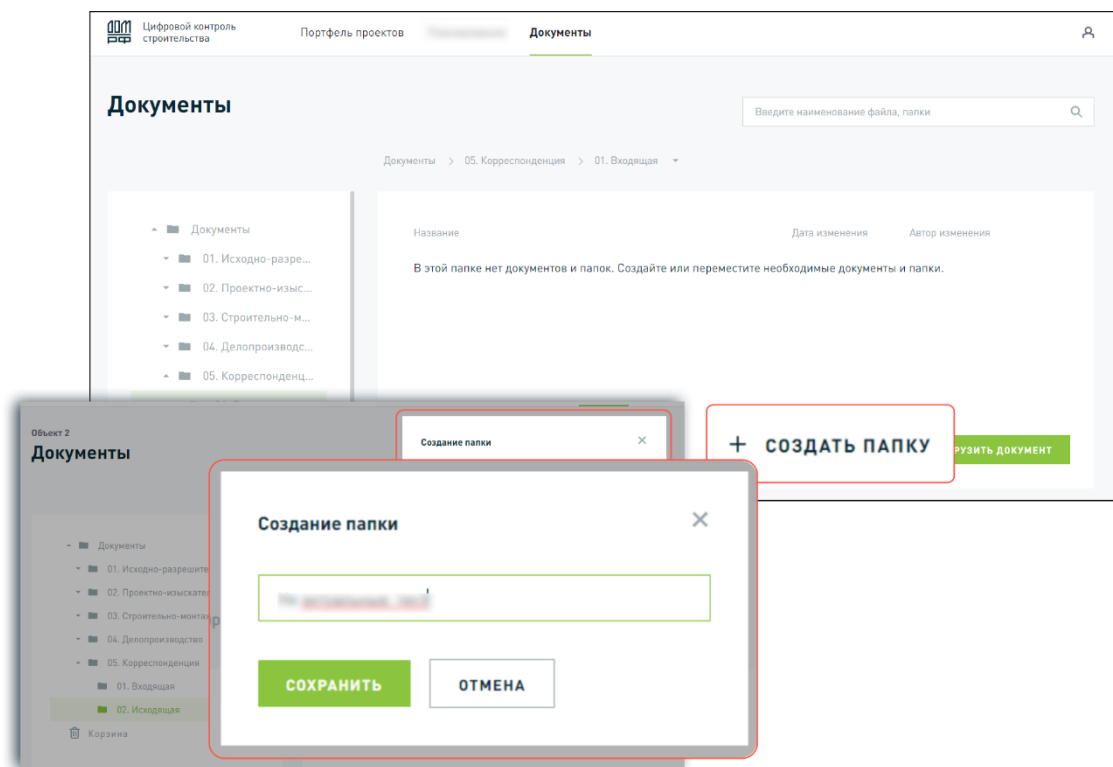 ДОМ
РФ
Цифровой контроль
строительства
Портфель проектов
Документы
Документы
Введите наименование файла, папки
Документы > 05. Корреспонденция > 01. Входящая
Документы
01. Исходно-разре...
02. Проектно-изыс...
03. Строительно-м...
04. Делопроизводс...
05. Корреспонденц...
Название
Дата изменения
Автор изменения
В этой папке нет документов и папок. Создайте или переместите необходимые документы и папки.
+ СОЗДАТЬ ПАПКУ
РУЗИТЬ ДОКУМЕНТ
Объект 2
Документы
Создание папки
Документы
01. Исходно-разрешите
02. Проектно-изыскател
03. Строительно-монтаж
04. Делопроизводство
05. Корреспонденция
01. Входящая
02. Исходящая
Корзина
Создание папки
СОХРАНИТЬ
ОТМЕНА